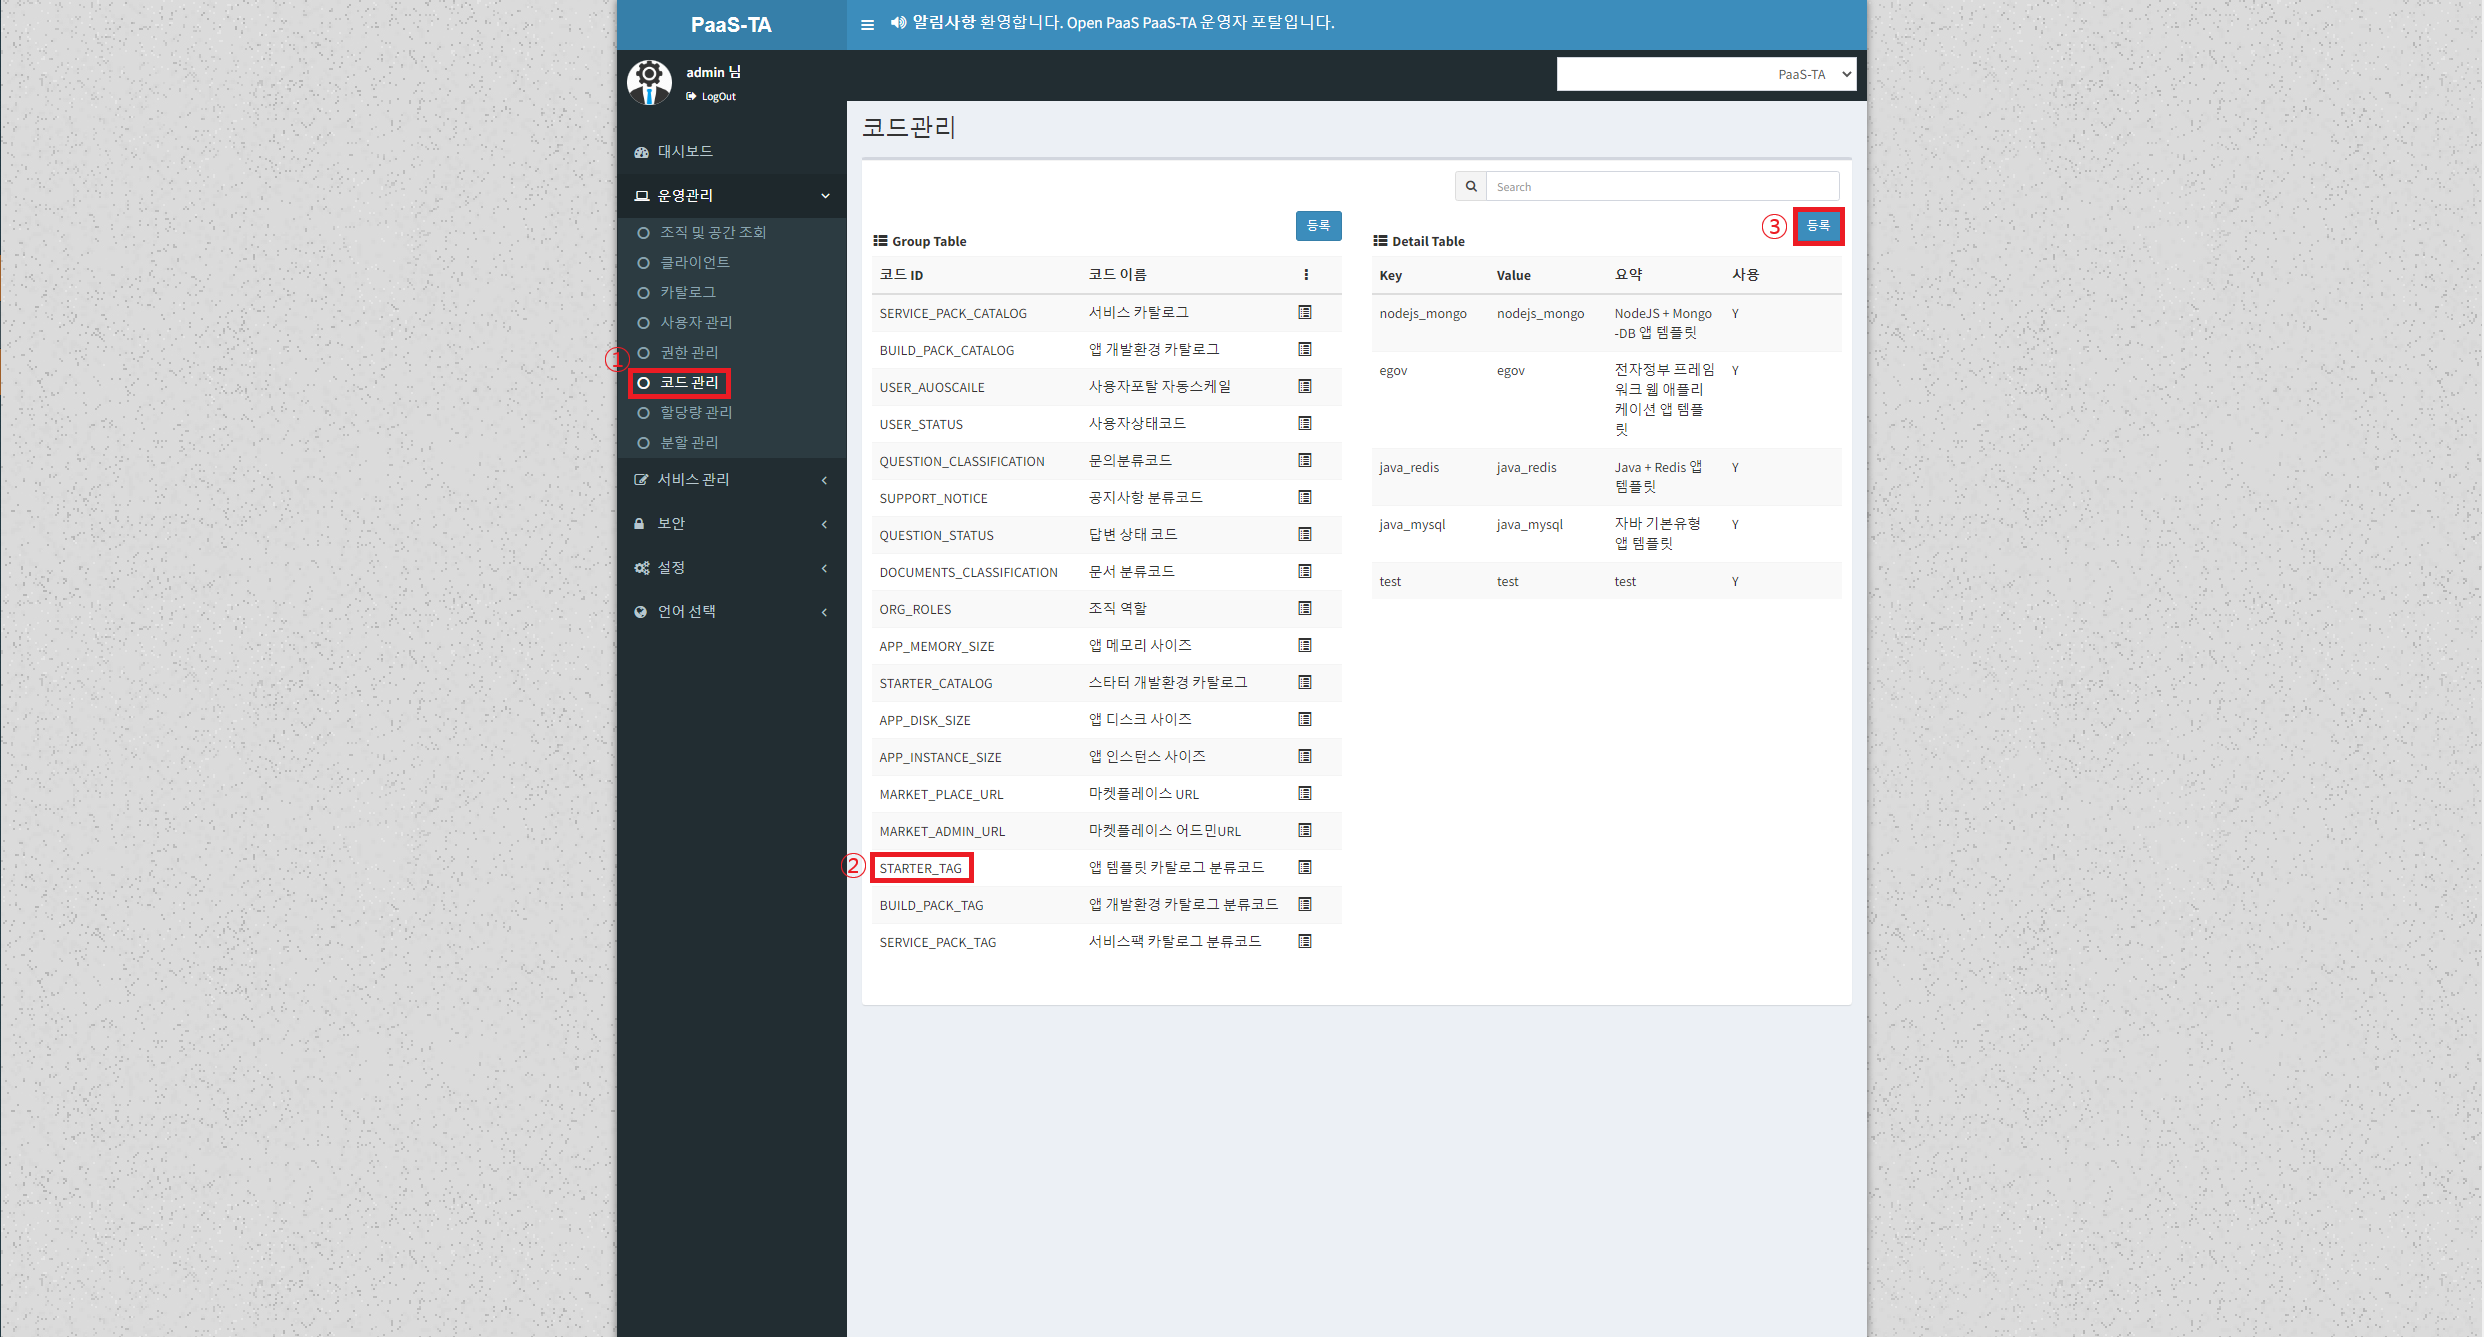 PaaS-TA
알림사항 환영합니다. Open PaaS PaaS-TA 운영자 포탈입니다.
admin 님
LogOut
PaaS-TA
대시보드
운영관리
조직 및 공간 조회
클라이언트
카탈로그
사용자 관리
권한 관리
①
코드 관리
할당량 관리
분할 관리
서비스 관리
보안
설정
언어 선택
코드관리
Search
Group Table
등록
코드 ID 코드 이름
SERVICE_PACK_CATALOG 서비스 카탈로그
BUILD_PACK_CATALOG 앱 개발환경 카탈로그
USER_AUOSCAILE 사용자포탈 자동스케일
USER_STATUS 사용자상태코드
QUESTION_CLASSIFICATION 문의분류코드
SUPPORT_NOTICE 공지사항 분류코드
QUESTION_STATUS 답변 상태 코드
DOCUMENTS_CLASSIFICATION 문서 분류코드
ORG_ROLES 조직 역할
APP_MEMORY_SIZE 앱 메모리 사이즈
STARTER_CATALOG 스타터 개발환경 카탈로그
APP_DISK_SIZE 앱 디스크 사이즈
APP_INSTANCE_SIZE 앱 인스턴스 사이즈
MARKET_PLACE_URL 마켓플레이스 URL
MARKET_ADMIN_URL 마켓플레이스 어드민URL
② STARTER_TAG 앱 템플릿 카탈로그 분류코드
BUILD_PACK_TAG 앱 개발환경 카탈로그 분류코드
SERVICE_PACK_TAG 서비스팩 카탈로그 분류코드
③ 등록
Detail Table
Key Value 요약 사용
nodejs_mongo nodejs_mongo NodeJS + Mongo Y
-DB 앱 템플릿
egov egov 전자정부 프레임 Y
워크 웹 애플리
케이션 앱 템플
릿
java_redis java_redis Java + Redis 앱 Y
템플릿
java_mysql java_mysql 자바 기본유형 Y
앱 템플릿
test test test Y